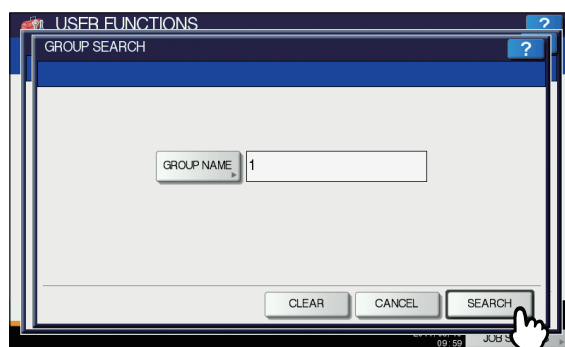 USER FUNCTIONS
?
GROUP SEARCH
?
GROUP NAME
1
CLEAR
CANCEL
SEARCH
09:59
JOB